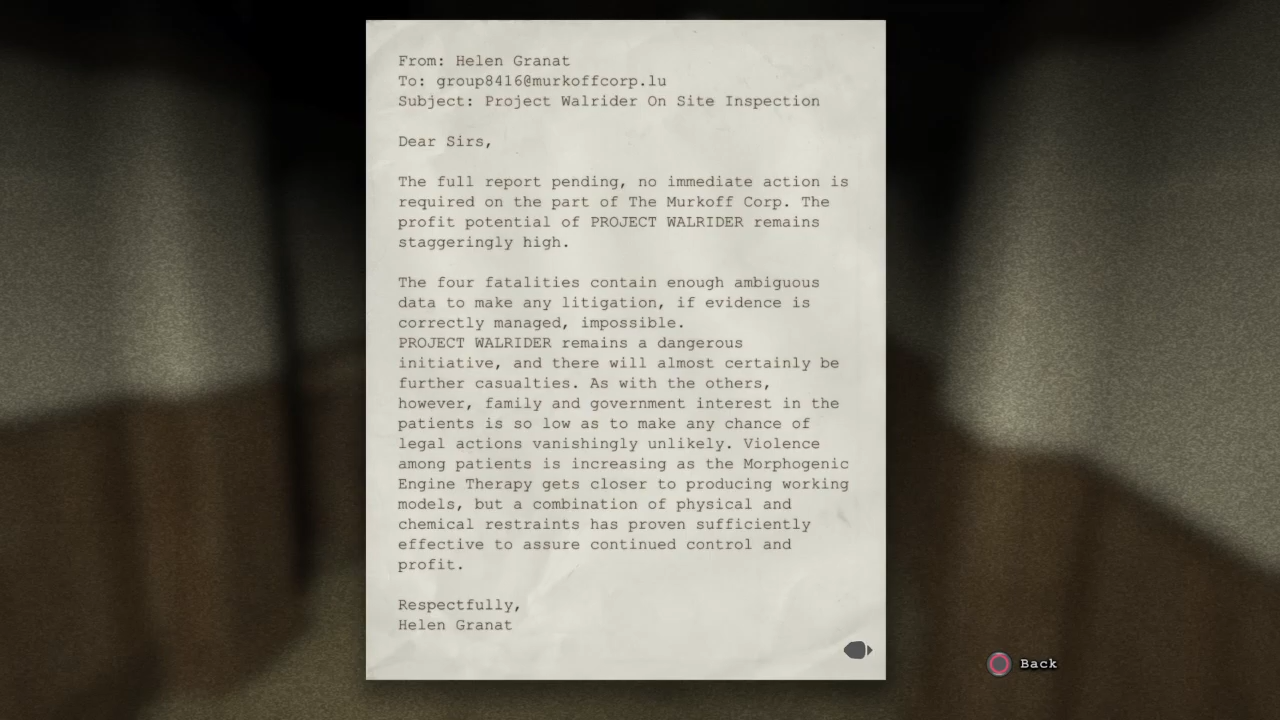 From: Helen Granat
To: group8416@murkoffcorp.lu
Subject: Project Walrider On Site Inspection
Dear Sirs,
The full report pending, no immediate action is
required on the part of The Murkoff Corp. The
profit potential of PROJECT WALRIDER remains
staggeringly high.
The four fatalities contain enough ambiguous
data to make any litigation, if evidence is
correctly managed, impossible.
PROJECT WALRIDER remains a dangerous
initiative, and there will almost certainly be
further casualties. As with the others,
however, family and government interest in the
patients is so low as to make any chance of
legal actions vanishingly unlikely. Violence
among patients is increasing as the Morphogenic
Engine Therapy gets closer to producing working
models, but a combination of physical and
chemical restraints has proven sufficiently
effective to assure continued control and
profit.
Respectfully,
Helen Granat
Back